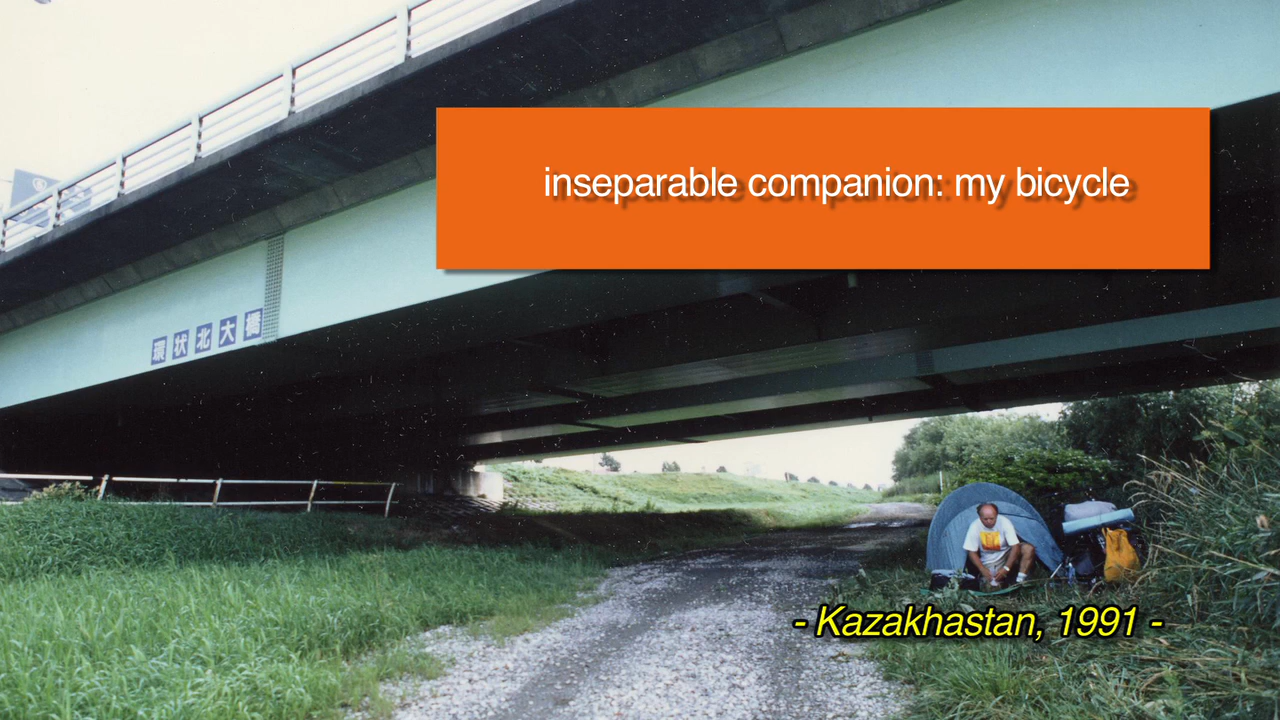 inseparable companion: my bicycle
環状北大橋
- Kazakhastan, 1991 -